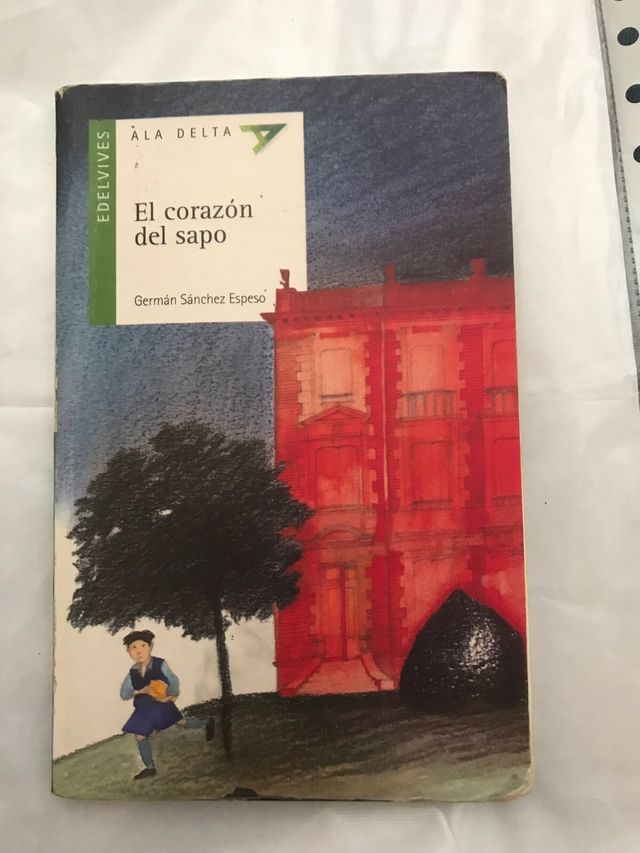 EDELVIVES
ALA DELTA
El corazón
del sapo
Germán Sánchez Espeso